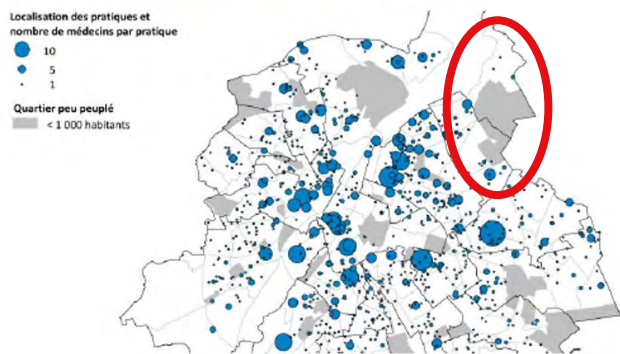 Localisation des pratiques et
nombre de médecins par pratique
10
5
1
Quartier peu peuplé
< 1 000 habitants